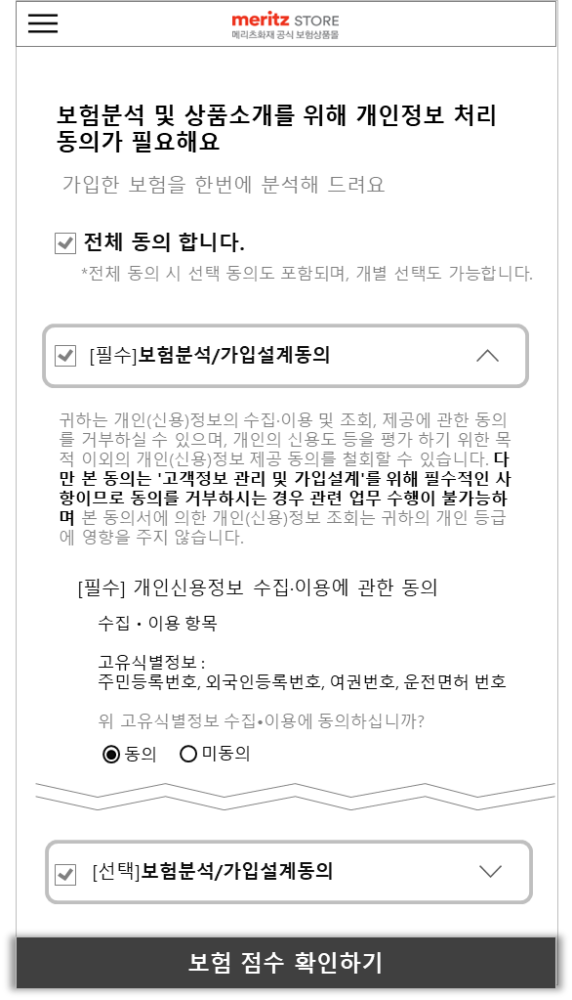 meritz STORE
메리츠화재 공식 보험상품몰
보험분석 및 상품소개를 위해 개인정보 처리
동의가 필요해요
가입한 보험을 한번에 분석해 드려요
전체 동의 합니다.
*전체 동의 시 선택 동의도 포함되며, 개별 선택도 가능합니다.
[필수]보험분석/가입설계동의
귀하는 개인(신용)정보의 수집·이용 및 조회, 제공에 관한 동의
를 거부하실 수 있으며, 개인의 신용도 등을 평가 하기 위한 목
적 이외의 개인(신용)정보 제공 동의를 철회할 수 있습니다. 다
만 본 동의는 '고객정보 관리 및 가입설계'를 위해 필수적인 사
항이므로 동의를 거부하시는 경우 관련 업무 수행이 불가능하
며 본 동의서에 의한 개인(신용)정보 조회는 귀하의 개인 등급
에 영향을 주지 않습니다.
[필수] 개인신용정보 수집·이용에 관한 동의
수집・이용 항목
고유식별정보 :
주민등록번호, 외국인등록번호, 여권번호, 운전면허 번호
위 고유식별정보 수집•이용에 동의하십니까?
동의 미동의
[선택]보험분석/가입설계동의
보험 점수 확인하기